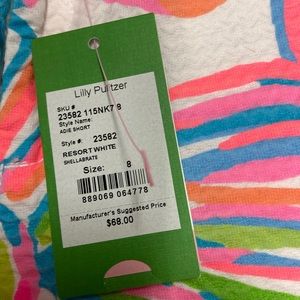 Lilly Pulitzer
SKU #
23582 115NK7 8
Style Name:
ADIE SHORT
Style #: 23582
RESORT WHITE
SHELLABRATE
Size: 8
889069 064778
Manufacturer's Suggested Price
$68.00